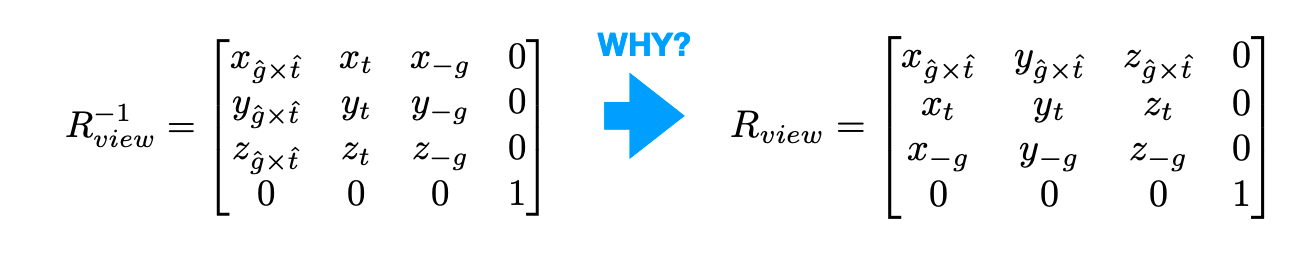 WHY?
R_{view}^{-1} = \begin{bmatrix} x_{\hat{g}\times\hat{t}} & x_t & x_{-g} & 0 \\ y_{\hat{g}\times\hat{t}} & y_t & y_{-g} & 0 \\ z_{\hat{g}\times\hat{t}} & z_t & z_{-g} & 0 \\ 0 & 0 & 0 & 1 \end{bmatrix}
R_{view} = \begin{bmatrix} x_{\hat{g}\times\hat{t}} & y_{\hat{g}\times\hat{t}} & z_{\hat{g}\times\hat{t}} & 0 \\ x_t & y_t & z_t & 0 \\ x_{-g} & y_{-g} & z_{-g} & 0 \\ 0 & 0 & 0 & 1 \end{bmatrix}